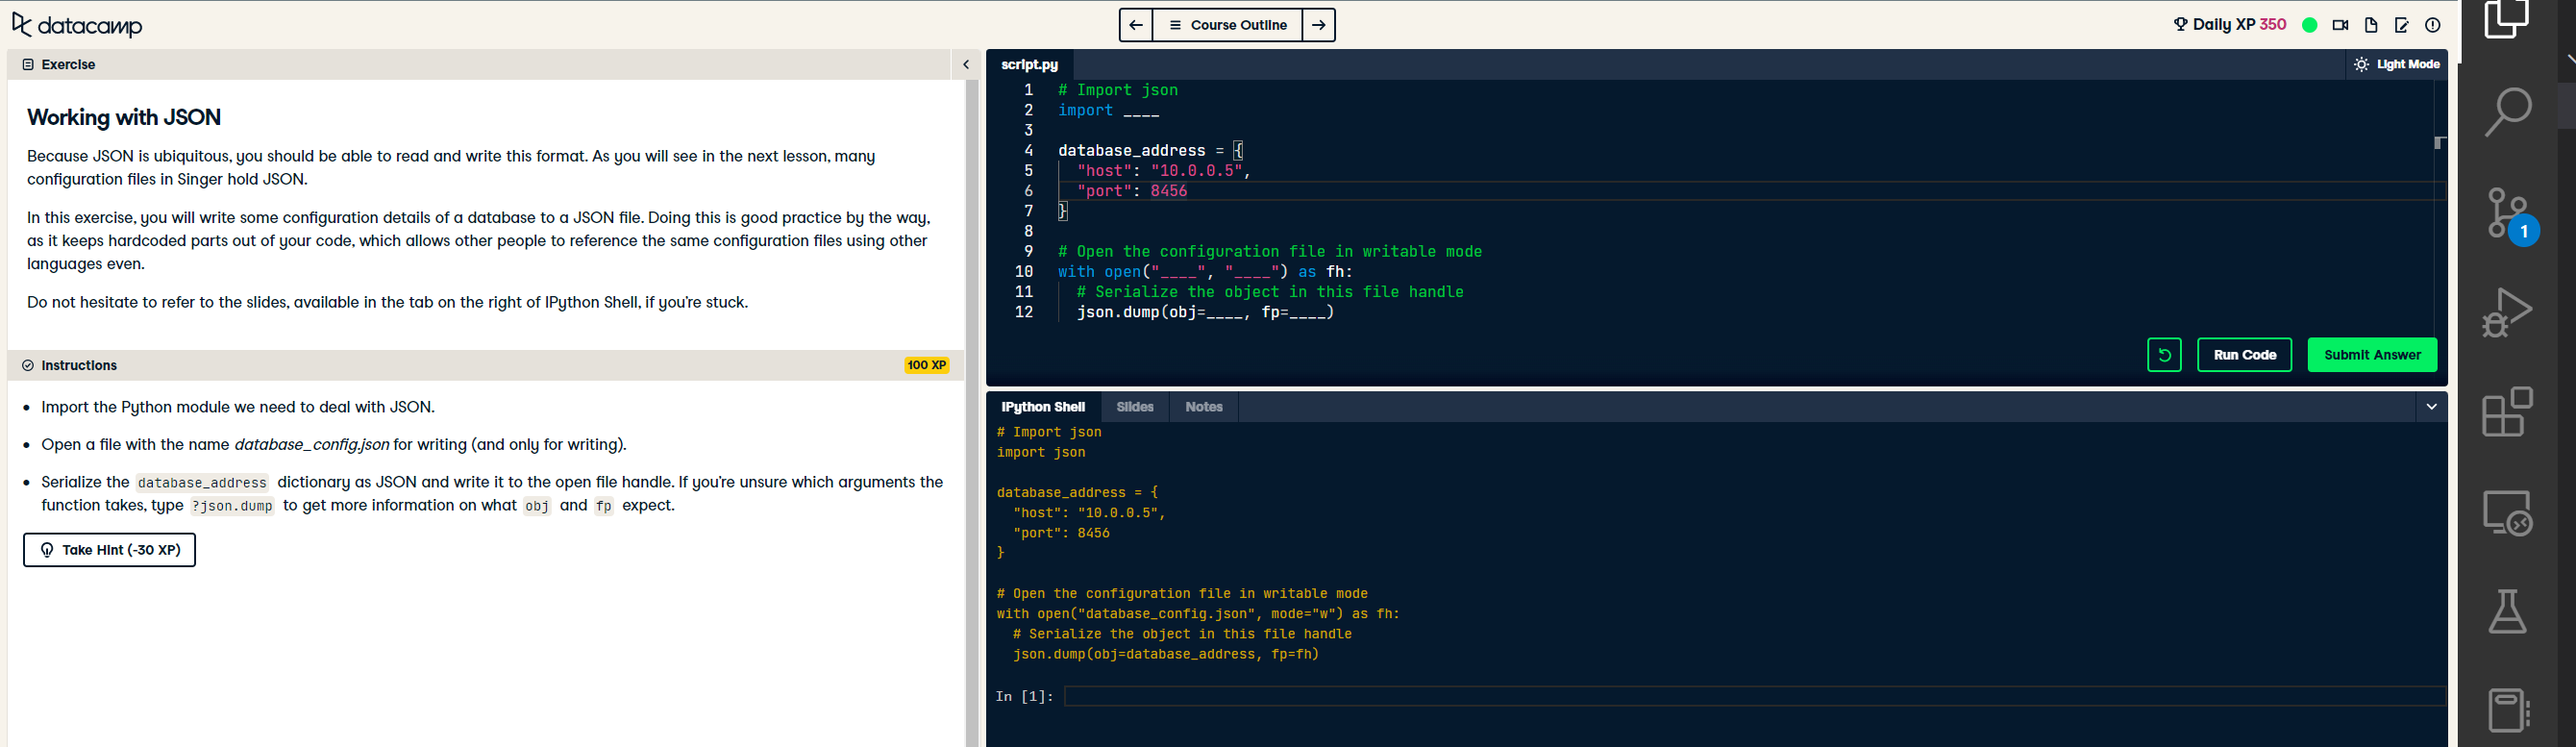 datacamp
Course Outline
Daily XP 350
Exercise
Working with JSON
Because JSON is ubiquitous, you should be able to read and write this format. As you will see in the next lesson, many
configuration files in Singer hold JSON.
In this exercise, you will write some configuration details of a database to a JSON file. Doing this is good practice by the way,
as it keeps hardcoded parts out of your code, which allows other people to reference the same configuration files using other
languages even.
Do not hesitate to refer to the slides, available in the tab on the right of IPython Shell, if you're stuck.
Instructions
100 XP
• Import the Python module we need to deal with JSON.
• Open a file with the name database_config.json for writing (and only for writing).
• Serialize the database_address dictionary as JSON and write it to the open file handle. If you're unsure which arguments the
function takes, type ?json.dump to get more information on what obj and fp expect.
Take Hint (-30 XP)
script.py
Light Mode
1 # Import json
2 import ____
3
4 database_address = {
5   "host": "10.0.0.5",
6   "port": 8456
7 }
8
9 # Open the configuration file in writable mode
10 with open("____", "____") as fh:
11   # Serialize the object in this file handle
12   json.dump(obj=____, fp=____)
Run Code
Submit Answer
IPython Shell
Slides
Notes
# Import json
import json
database_address = {
  "host": "10.0.0.5",
  "port": 8456
}
# Open the configuration file in writable mode
with open("database_config.json", mode="w") as fh:
  # Serialize the object in this file handle
  json.dump(obj=database_address, fp=fh)
In [1]:
1